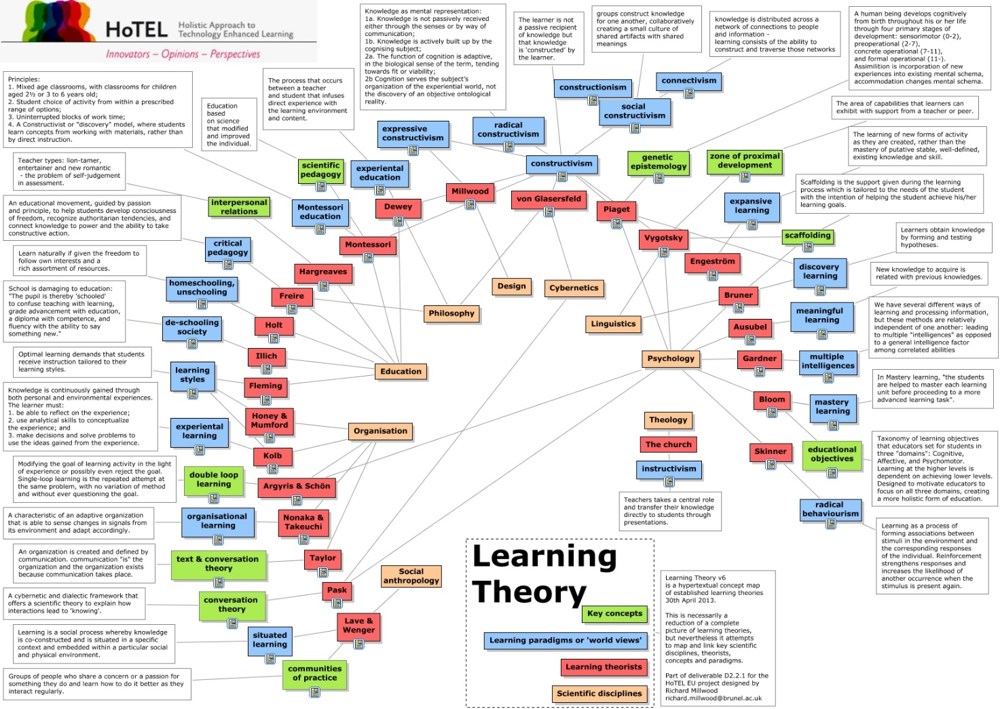 HoTEL
Holistic Approach to
Technology Enhanced Learning
Innovators – Opinions – Perspectives
Knowledge as mental representation:
1a. Knowledge is not passively received
either through the senses or by way of
communication;
1b. Knowledge is actively built up by the
cognising subject;
2a. The function of cognition is adaptive,
in the biological sense of the term, tending
towards fit or viability;
2b Cognition serves the subject's
organization of the experiential world, not
the discovery of an objective ontological
reality.
The learner is not
a passive recipient
of knowledge but
that knowledge
is 'constructed' by
the learner.
groups construct knowledge
for one another, collaboratively
creating a small culture of
shared artifacts with shared
meanings
knowledge is distributed across a
network of connections to people
and information -
learning consists of the ability to
construct and traverse those networks
A human being develops cognitively
from birth throughout his or her life
through four primary stages of
development: sensorimotor (0-2),
preoperational (2-7),
concrete operational (7-11),
and formal operational (11-).
Assimilition is incorporation of new
experiences into existing mental schema,
accommodation changes mental schema.
Principles:
1. Mixed age classrooms, with classrooms for children
aged 2½ or 3 to 6 years old;
2. Student choice of activity from within a prescribed
range of options;
3. Uninterrupted blocks of work time;
4. A Constructivist or "discovery" model, where students
learn concepts from working with materials, rather than
by direct instruction.
Education
based
on science
that modified
and improved
the individual.
The process that occurs
between a teacher
and student that infuses
direct experience with
the learning environment
and content.
constructionism
connectivism
social
constructivism
The area of capabilities that learners can
exhibit with support from a teacher or peer.
expressive
constructivism
radical
constructivism
The learning of new forms of activity
as they are created, rather than the
mastery of putative stable, well-defined,
existing knowledge and skill.
Teacher types: lion-tamer,
entertainer and new romantic
- the problem of self-judgement
in assessment.
scientific
pedagogy
experiential
education
constructivism
genetic
epistemology
zone of proximal
development
Scaffolding is the support given during the learning
process which is tailored to the needs of the student
with the intention of helping the student achieve his/her
learning goals.
An educational movement, guided by passion
and principle, to help students develop consciousness
of freedom, recognize authoritarian tendencies, and
connect knowledge to power and the ability to take
constructive action.
interpersonal
relations
Montessori
education
Dewey
Millwood
von Glasersfeld
Piaget
expansive
learning
Learners obtain knowledge
by forming and testing
hypotheses.
critical
pedagogy
Montessori
Vygotsky
scaffolding
Learn naturally if given the freedom to
follow own interests and a
rich assortment of resources.
Hargreaves
Engeström
discovery
learning
New knowledge to acquire is
related with previous knowledges.
School is damaging to education:
"The pupil is thereby 'schooled'
to confuse teaching with learning,
grade advancement with education,
a diploma with competence, and
fluency with the ability to say
something new."
homeschooling,
unschooling
Freire
Design
Cybernetics
Bruner
We have several different ways of
learning and processing information,
but these methods are relatively
independent of one another: leading
to multiple "intelligences" as opposed
to a general intelligence factor
among correlated abilities
de-schooling
society
Holt
Philosophy
Linguistics
Ausubel
meaningful
learning
Optimal learning demands that students
receive instruction tailored to their
learning styles.
Illich
Education
Psychology
Gardner
multiple
intelligences
learning
styles
Fleming
In Mastery learning, "the students
are helped to master each learning
unit before proceeding to a more
advanced learning task".
Knowledge is continuously gained through
both personal and environmental experiences.
The learner must:
1. be able to reflect on the experience;
2. use analytical skills to conceptualize
the experience; and
3. make decisions and solve problems to
use the ideas gained from the experience.
Honey &
Mumford
Bloom
mastery
learning
experiential
learning
Organisation
Theology
Taxonomy of learning objectives
that educators set for students in
three "domains": Cognitive,
Affective, and Psychomotor.
Learning at the higher levels is
dependent on achieving lower levels.
Designed to motivate educators to
focus on all three domains, creating
a more holistic form of education.
Kolb
The church
Skinner
educational
objectives
Modifying the goal of learning activity in the light
of experience or possibly even reject the goal.
Single-loop learning is the repeated attempt at
the same problem, with no variation of method
and without ever questioning the goal.
double loop
learning
Argyris & Schön
instructivism
Teachers takes a central role
and transfer their knowledge
directly to students through
presentations.
radical
behaviourism
A characteristic of an adaptive organization
that is able to sense changes in signals from
its environment and adapt accordingly.
organisational
learning
Nonaka &
Takeuchi
Learning as a process of
forming associations between
stimuli in the environment and
the corresponding responses
of the individual. Reinforcement
strengthens responses and
increases the likelihood of
another occurrence when the
stimulus is present again.
An organization is created and defined by
communication. communication "is" the
organization and the organization exists
because communication takes place.
text & conversation
theory
Taylor
Social
anthropology
A cybernetic and dialectic framework that
offers a scientific theory to explain how
interactions lead to 'knowing'.
conversation
theory
Pask
Learning is a social process whereby knowledge
is co-constructed and is situated in a specific
context and embedded within a particular social
and physical environment.
situated
learning
Lave &
Wenger
Groups of people who share a concern or a passion for
something they do and learn how to do it better as they
interact regularly.
communities
of practice
Learning
Theory
Key concepts
Learning paradigms or 'world views'
Learning theorists
Scientific disciplines
Learning Theory v6
is a hypertextual concept map
of established learning theories
30th April 2013.
This is necessarily a
reduction of a complete
picture of learning theories,
but nevertheless it attempts
to map and link key scientific
disciplines, theorists,
concepts and paradigms.
Part of deliverable D2.2.1 for the
HoTEL EU project designed by
Richard Millwood
richard.millwood@brunel.ac.uk